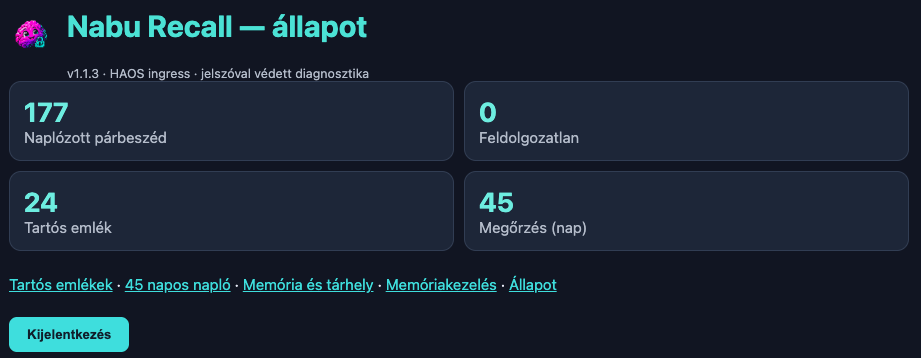 Nabu Recall — állapot
v1.1.3 · HAOS ingress · jelszóval védett diagnosztika
177
Naplózott párbeszéd
0
Feldolgozatlan
24
Tartós emlék
45
Megőrzés (nap)
Tartós emlékek · 45 napos napló · Memória és tárhely · Memóriakezelés · Állapot
Kijelentkezés